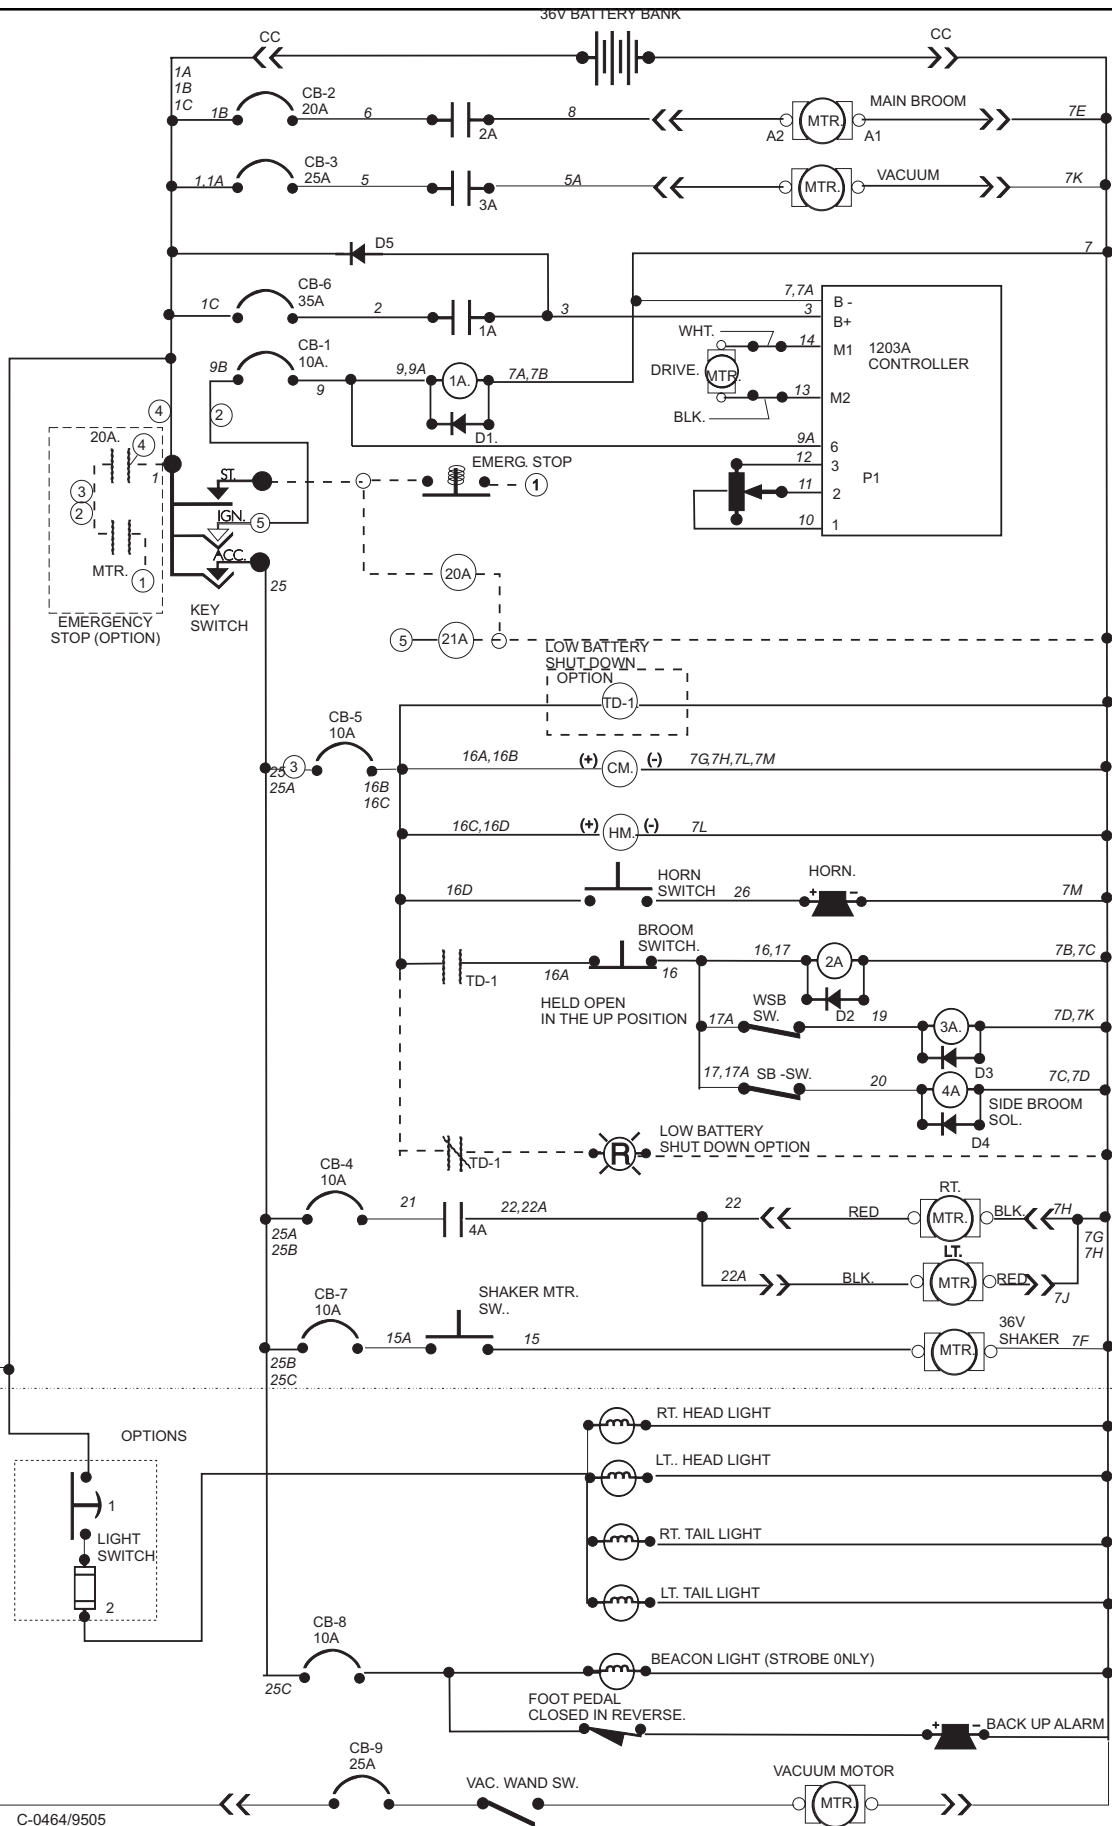 36V BATTERY BANK
CC
CC
1A
1B
1C
1B
CB-2
20A
6
2A
8
MTR.
A2
A1
MAIN BROOM
7E
1,1A
CB-3
25A
5
3A
5A
MTR.
VACUUM
7K
D5
7
1C
CB-6
35A
2
1A
3
7,7A
B -
3
B+
WHT.
14
M1
1203A
CONTROLLER
DRIVE.
MTR.
13
M2
BLK.
9B
CB-1
10A.
9
9,9A
1A.
7A,7B
D1.
9A
6
12
3
P1
11
2
10
1
4
2
20A.
4
1
3
2
MTR.
1
EMERGENCY
STOP (OPTION)
ST.
IGN.
5
ACC.
KEY
SWITCH
25
EMERG. STOP
1
20A
5
21A
LOW BATTERY
SHUT DOWN
OPTION
TD-1.
CB-5
10A
25
3
25A
16B
16C
16A,16B
(+)
CM.
(-)
7G,7H,7L,7M
16C,16D
(+)
HM.
(-)
7L
16D
HORN
SWITCH
26
HORN.
+
-
7M
TD-1
16A
BROOM
SWITCH.
16
HELD OPEN
IN THE UP POSITION
16,17
2A
D2
7B,7C
17A
WSB
SW.
19
3A.
D3
7D,7K
17,17A
SB -SW.
20
4A
D4
7C,7D
SIDE BROOM
SOL.
TD-1
R
LOW BATTERY
SHUT DOWN OPTION
CB-4
10A
25A
25B
21
4A
22,22A
22
RED
RT.
MTR.
BLK.
7H
7G
7H
22A
BLK.
LT.
MTR.
RED
7J
CB-7
10A
25B
25C
15A
SHAKER MTR.
SW..
15
MTR.
36V
SHAKER
7F
OPTIONS
1
LIGHT
SWITCH
2
RT. HEAD LIGHT
LT.. HEAD LIGHT
RT. TAIL LIGHT
LT. TAIL LIGHT
CB-8
10A
25C
BEACON LIGHT (STROBE 0NLY)
FOOT PEDAL
CLOSED IN REVERSE.
+
-
BACK UP ALARM
CB-9
25A
VAC. WAND SW.
VACUUM MOTOR
MTR.
C-0464/9505